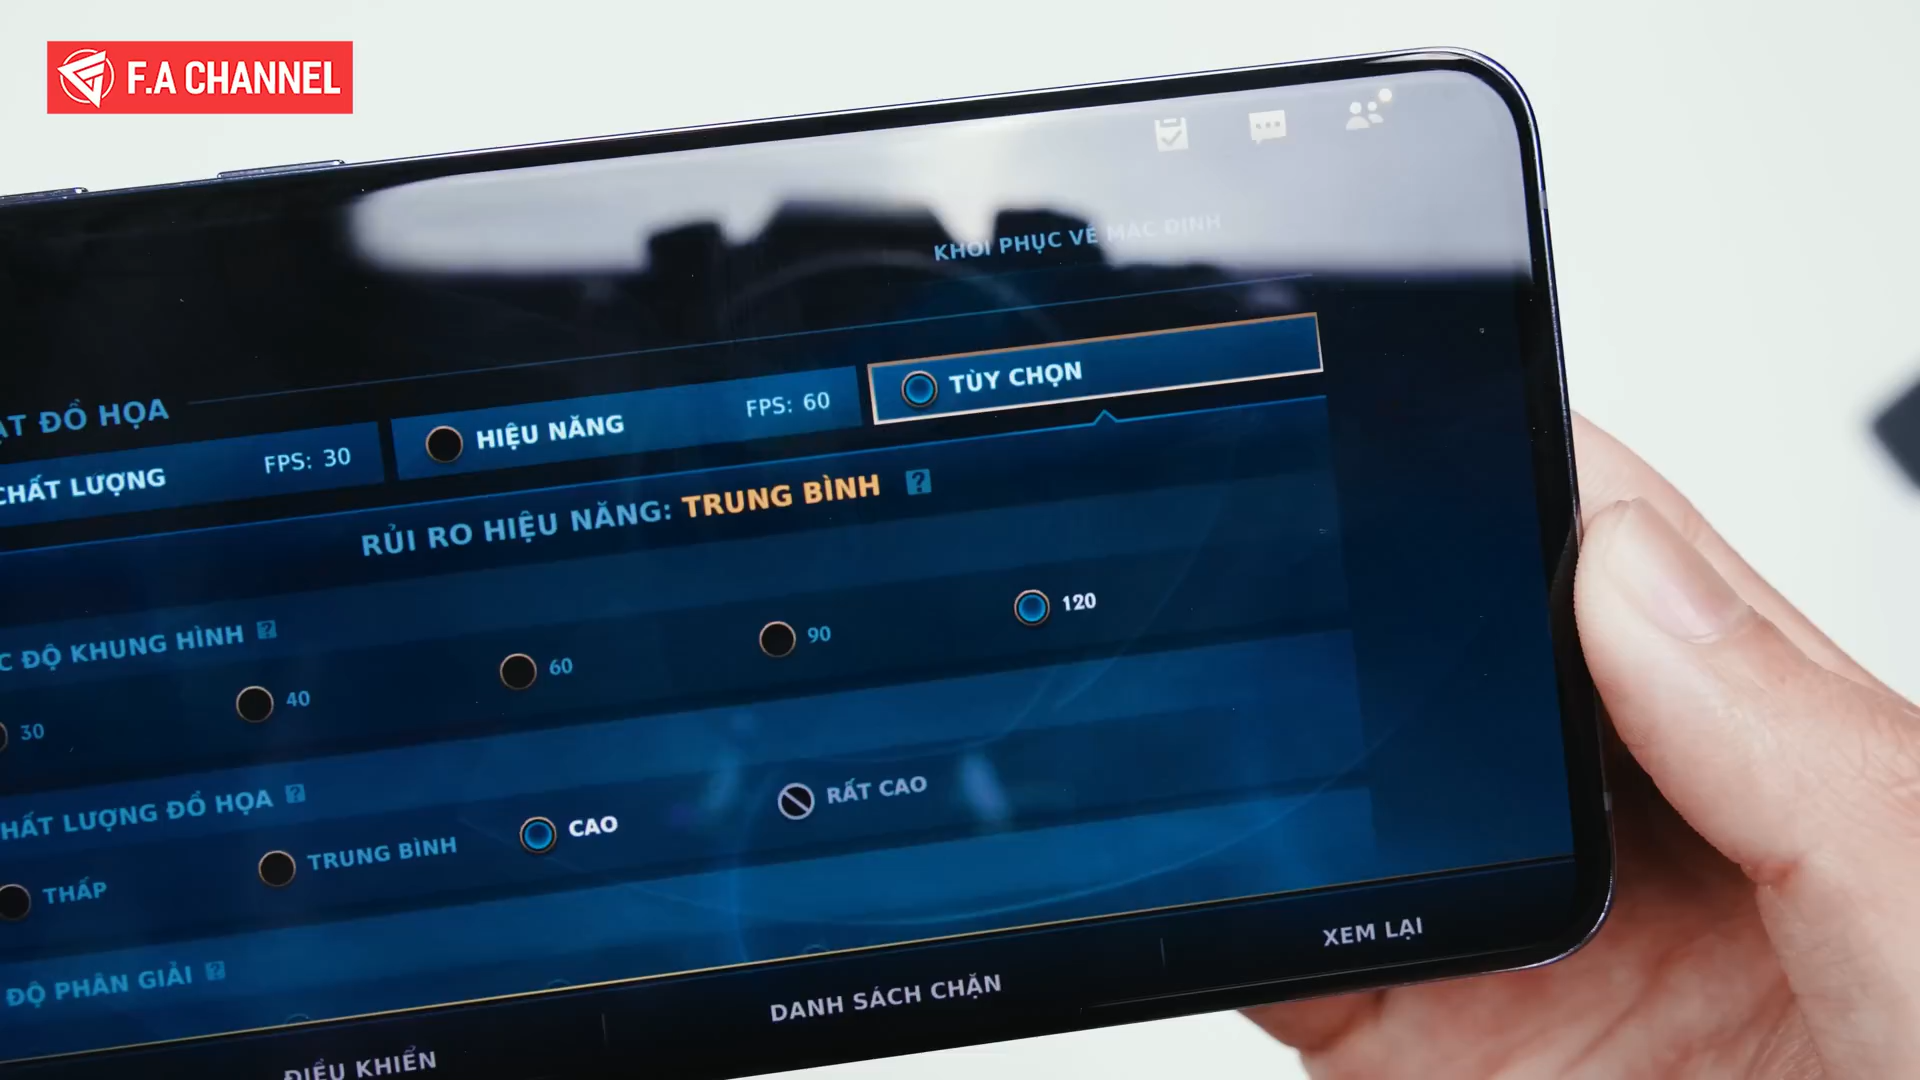 F.A CHANNEL
KHÔI PHỤC VỀ MẶC ĐỊNH
ẶT ĐỒ HỌA
CHẤT LƯỢNG FPS: 30
HIỆU NĂNG FPS: 60
TÙY CHỌN
RỦI RO HIỆU NĂNG: TRUNG BÌNH ?
C ĐỘ KHUNG HÌNH ?
30 40 60 90 120
HẤT LƯỢNG ĐỒ HỌA ?
THẤP TRUNG BÌNH CAO RẤT CAO
ĐỘ PHÂN GIẢI ?
ĐIỀU KHIỂN DANH SÁCH CHẶN XEM LẠI